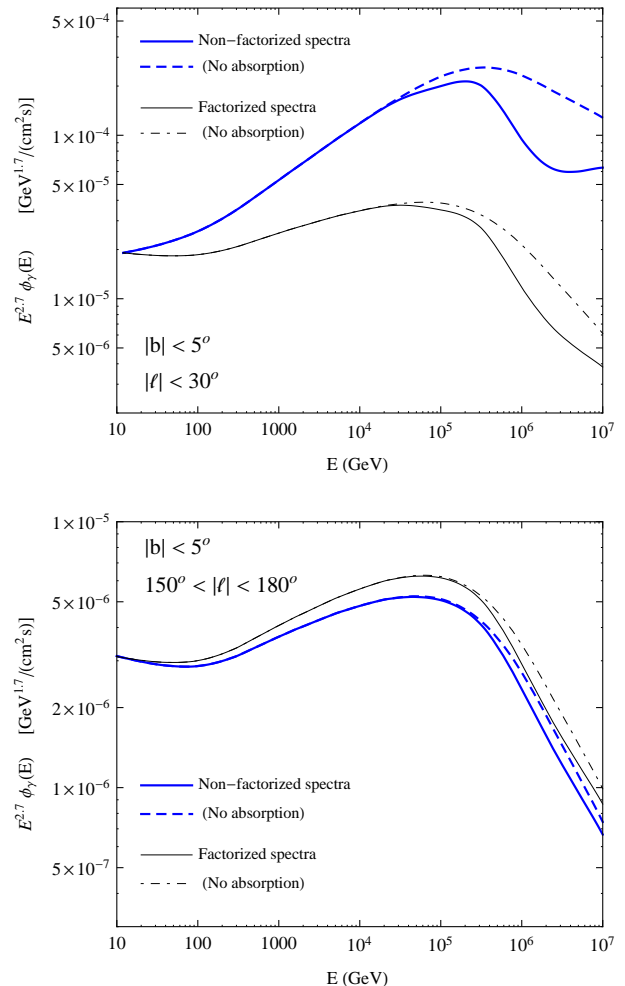 5×10⁻⁴
1×10⁻⁴
5×10⁻⁵
1×10⁻⁵
5×10⁻⁶
E^2.7 ϕγ(E) [GeV^1.7/(cm² s)]
Non−factorized spectra
(No absorption)
Factorized spectra
(No absorption)
|b| < 5°
|ℓ| < 30°
10 100 1000 10⁴ 10⁵ 10⁶ 10⁷
E (GeV)
1×10⁻⁵
5×10⁻⁶
2×10⁻⁶
1×10⁻⁶
5×10⁻⁷
E^2.7 ϕγ(E) [GeV^1.7/(cm² s)]
|b| < 5°
150° < |ℓ| < 180°
Non−factorized spectra
(No absorption)
Factorized spectra
(No absorption)
10 100 1000 10⁴ 10⁵ 10⁶ 10⁷
E (GeV)